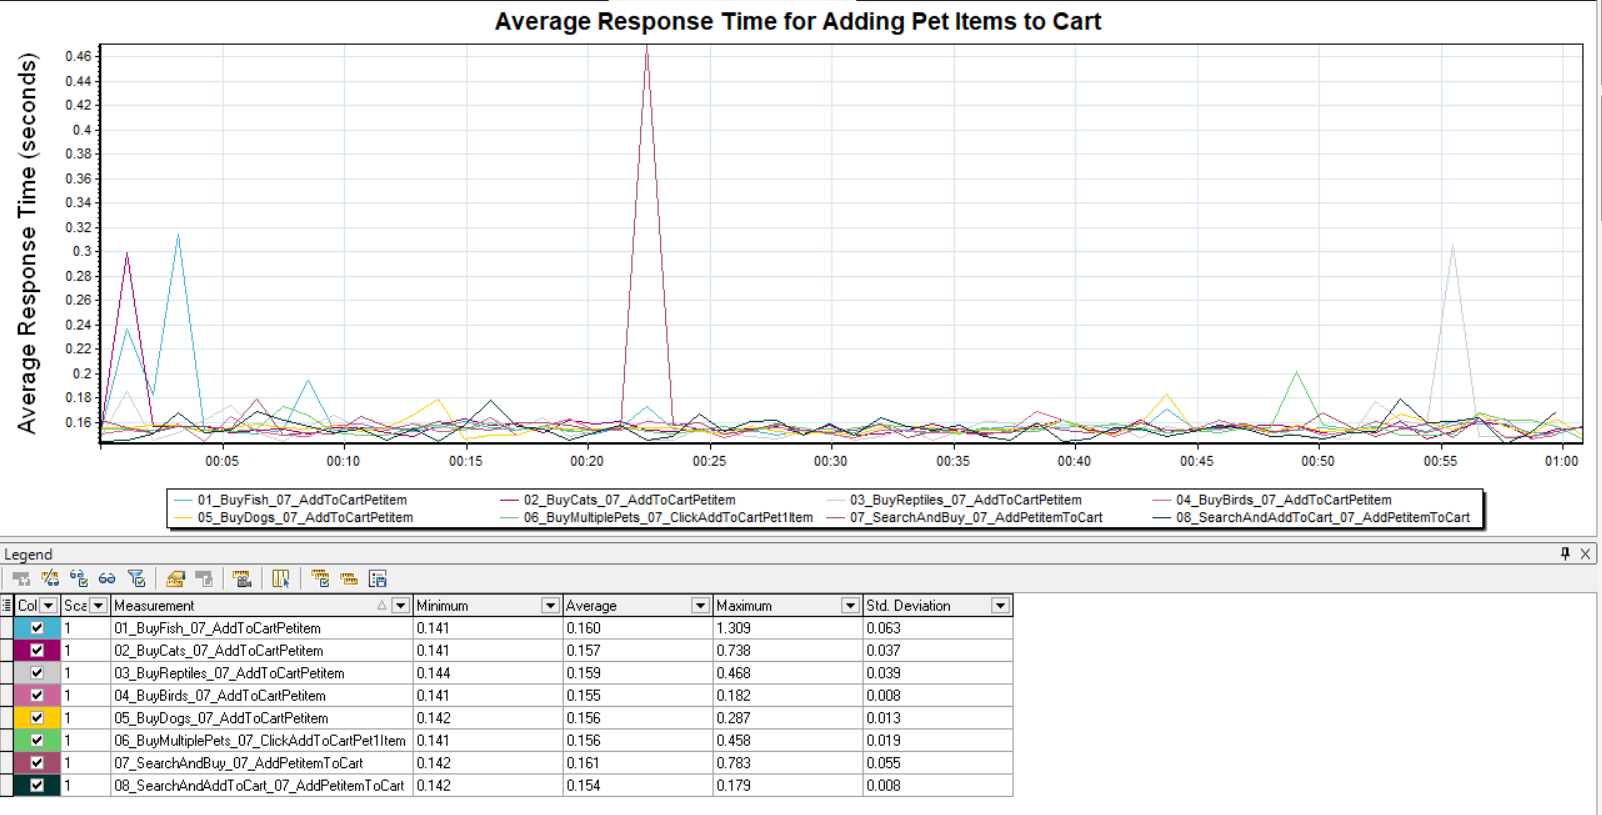 Average Response Time for Adding Pet Items to Cart
Average Response Time (seconds)
0.46
0.44
0.42
0.4
0.38
0.36
0.34
0.32
0.3
0.28
0.26
0.24
0.22
0.2
0.18
0.16
00:05 00:10 00:15 00:20 00:25 00:30 00:35 00:40 00:45 00:50 00:55 01:00
01_BuyFish_07_AddToCartPetitem 02_BuyCats_07_AddToCartPetitem 03_BuyReptiles_07_AddToCartPetitem 04_BuyBirds_07_AddToCartPetitem
05_BuyDogs_07_AddToCartPetitem 06_BuyMultiplePets_07_ClickAddToCartPet1Item 07_SearchAndBuy_07_AddPetitemToCart 08_SearchAndAddToCart_07_AddPetitemToCart
Legend
Col Sca Measurement Minimum Average Maximum Std. Deviation
1 01_BuyFish_07_AddToCartPetitem 0.141 0.160 1.309 0.063
1 02_BuyCats_07_AddToCartPetitem 0.141 0.157 0.738 0.037
1 03_BuyReptiles_07_AddToCartPetitem 0.144 0.159 0.468 0.039
1 04_BuyBirds_07_AddToCartPetitem 0.141 0.155 0.182 0.008
1 05_BuyDogs_07_AddToCartPetitem 0.142 0.156 0.287 0.013
1 06_BuyMultiplePets_07_ClickAddToCartPet1Item 0.141 0.156 0.458 0.019
1 07_SearchAndBuy_07_AddPetitemToCart 0.142 0.161 0.783 0.055
1 08_SearchAndAddToCart_07_AddPetitemToCart 0.142 0.154 0.179 0.008